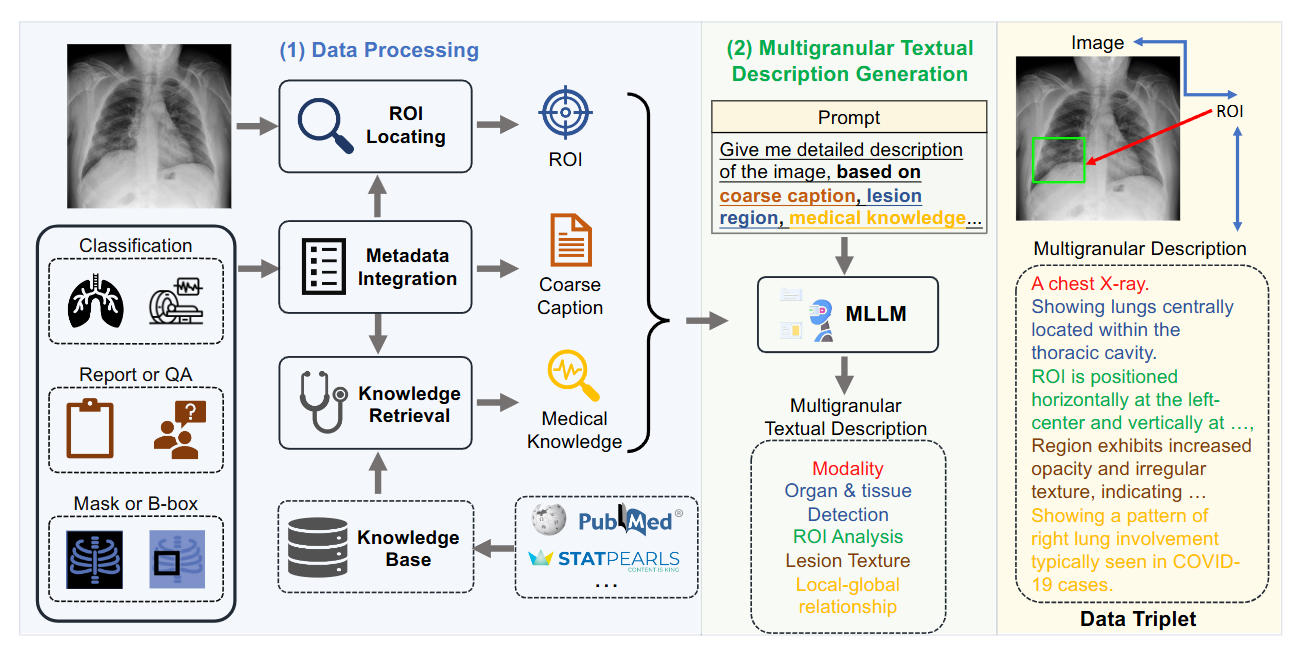 (1) Data Processing
ROI
Locating
ROI
Classification
Metadata
Integration
Coarse
Caption
Report or QA
?
Knowledge
Retrieval
Medical
Knowledge
Mask or B-box
Knowledge
Base
PubMed®
STATPEARLS
CONTENT IS KING
...
(2) Multigranular Textual
Description Generation
Prompt
Give me detailed description
of the image, based on
coarse caption, lesion
region, medical knowledge...
MLLM
Multigranular
Textual Description
Modality
Organ & tissue
Detection
ROI Analysis
Lesion Texture
Local-global
relationship
Image
ROI
Multigranular Description
A chest X-ray.
Showing lungs centrally
located within the
thoracic cavity.
ROI is positioned
horizontally at the left-
center and vertically at …,
Region exhibits increased
opacity and irregular
texture, indicating …
Showing a pattern of
right lung involvement
typically seen in COVID-
19 cases.
Data Triplet